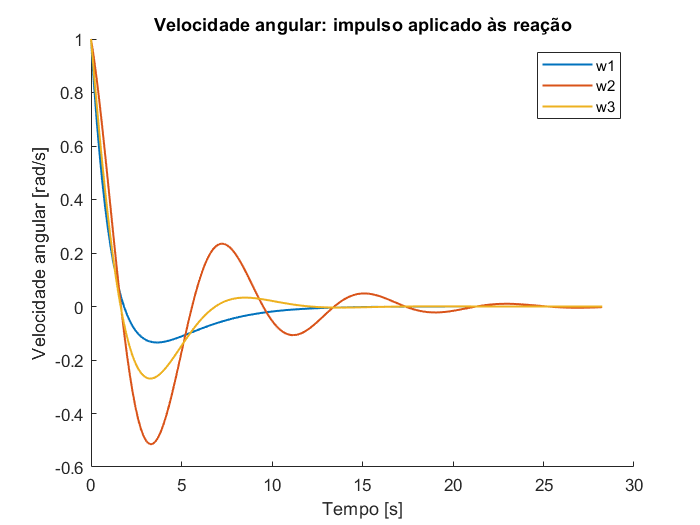 Velocidade angular: impulso aplicado às reação
Velocidade angular [rad/s]
1
0.8
0.6
0.4
0.2
0
-0.2
-0.4
-0.6
w1
w2
w3
0 5 10 15 20 25 30
Tempo [s]